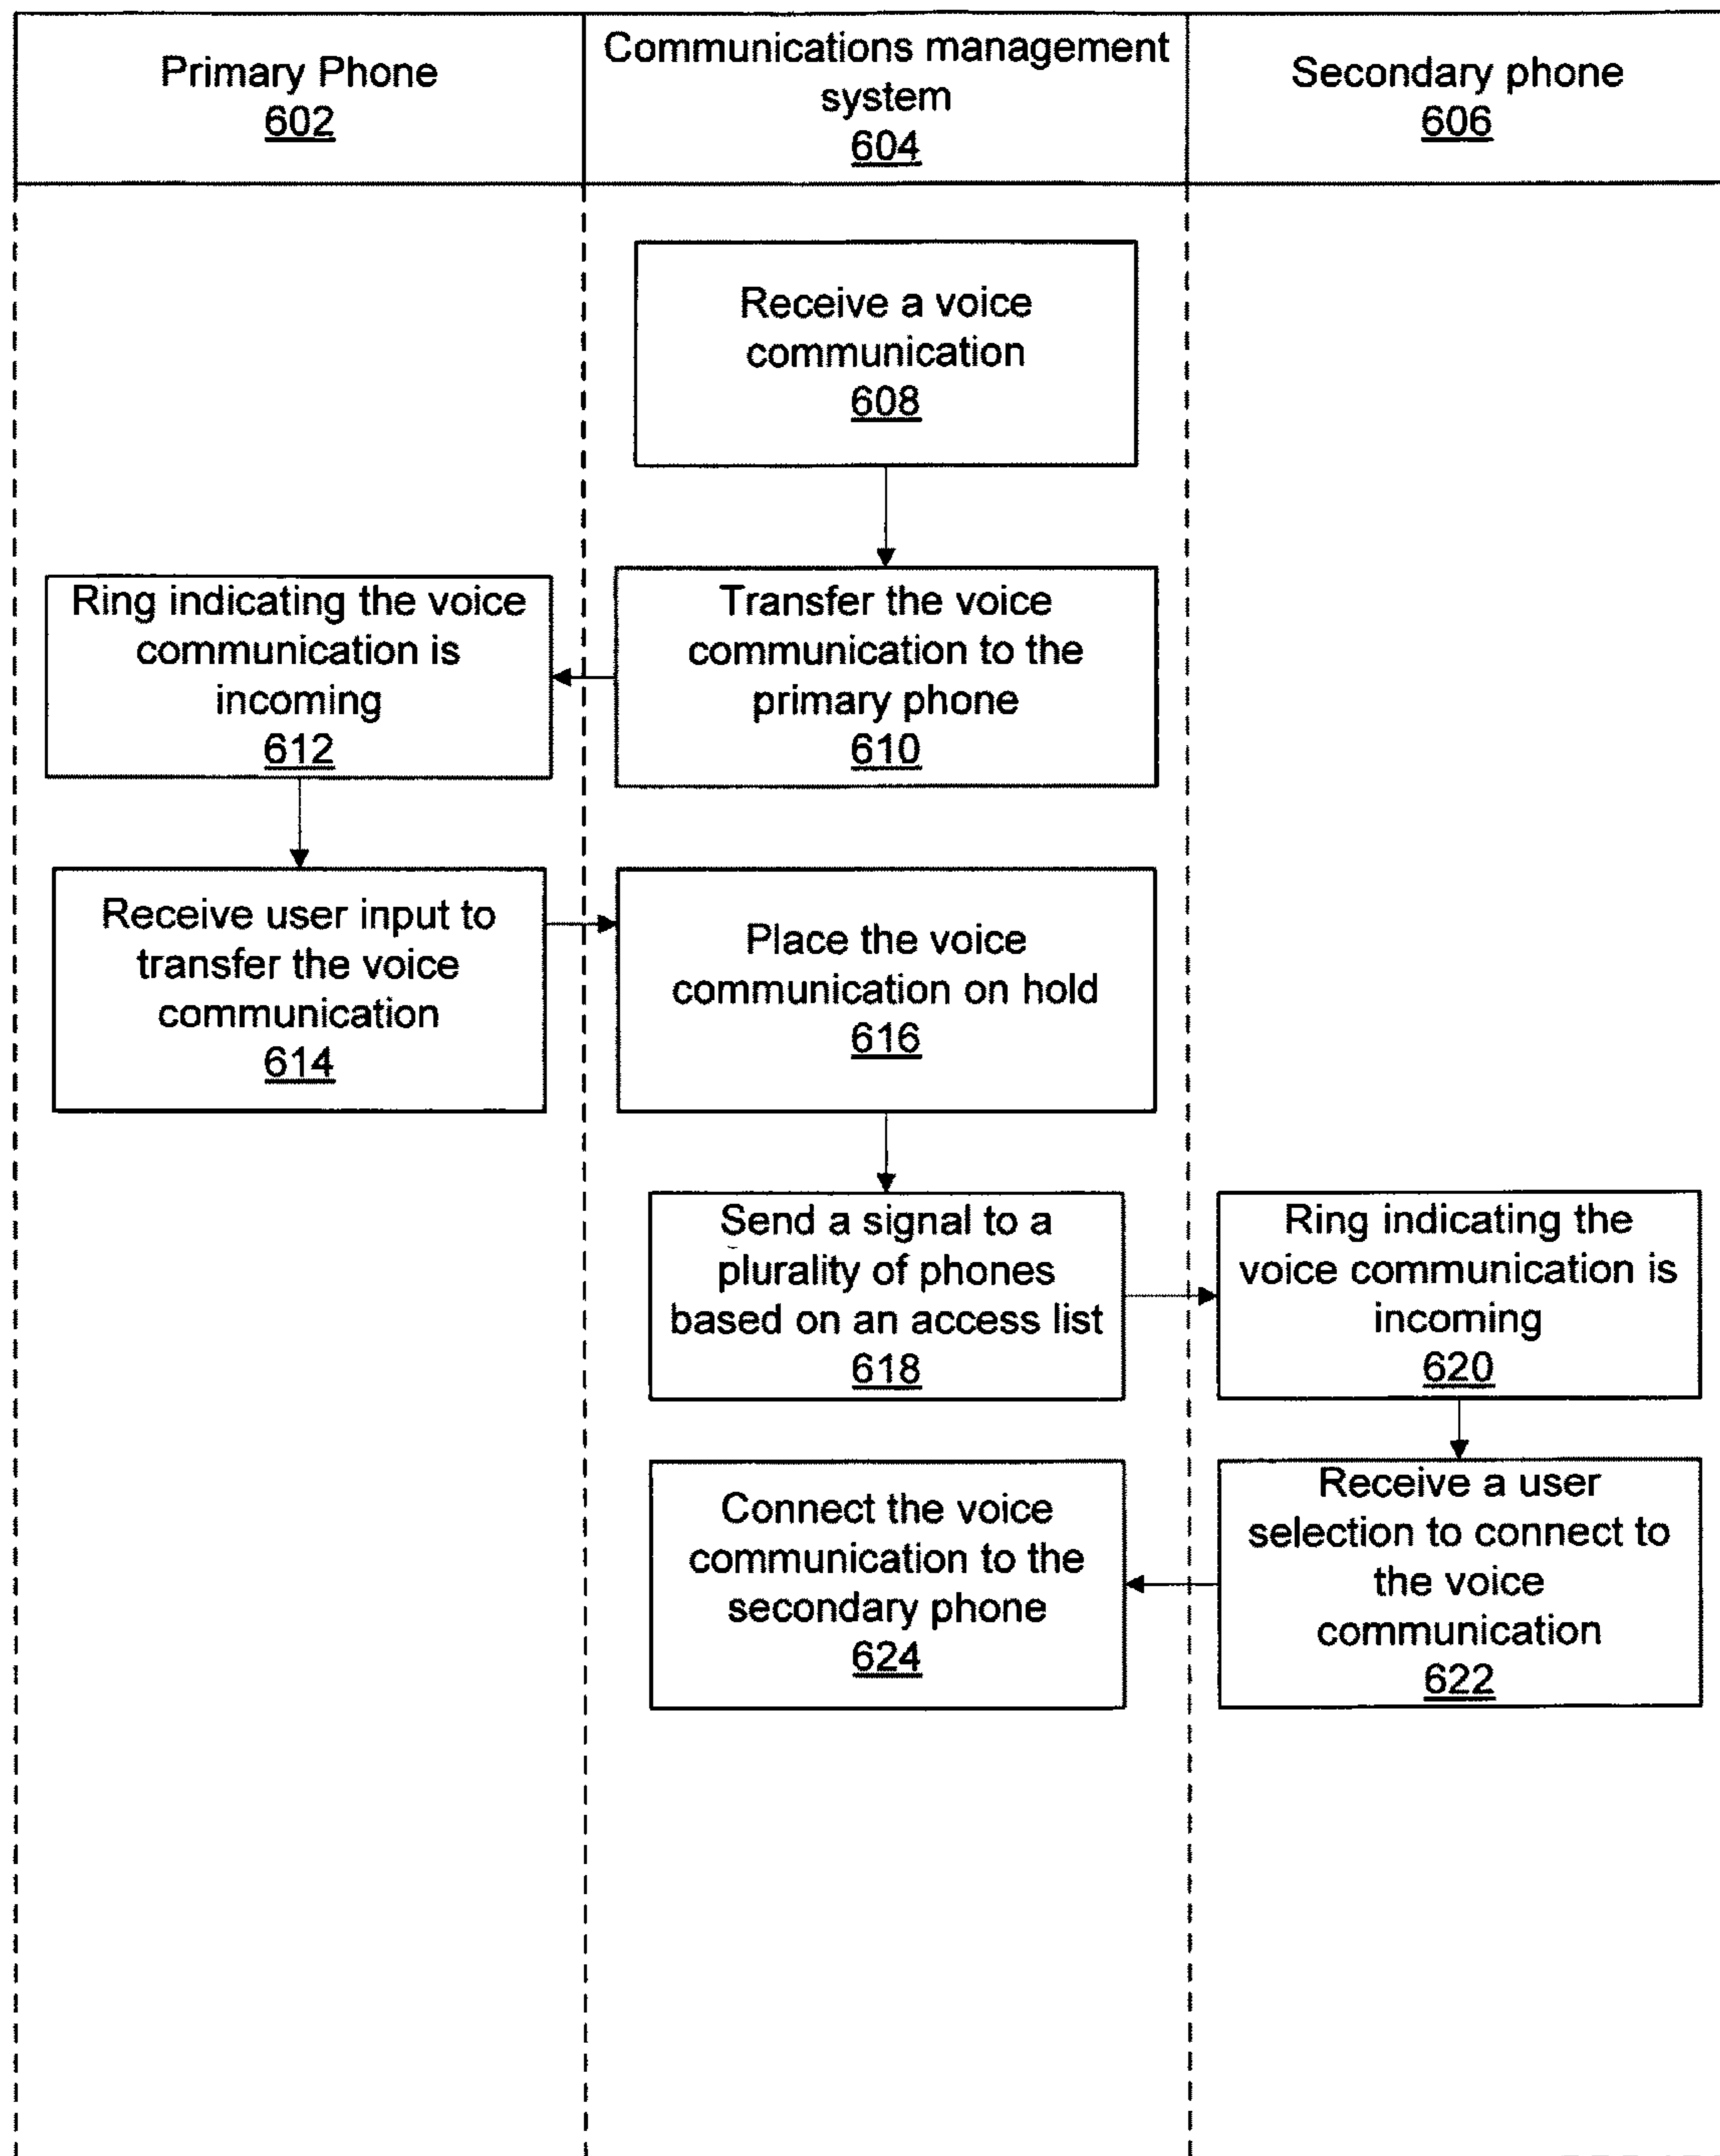 Primary Phone
602
Communications management
system
604
Secondary phone
606
Receive a voice
communication
608
Transfer the voice
communication to the
primary phone
610
Ring indicating the voice
communication is
incoming
612
Receive user input to
transfer the voice
communication
614
Place the voice
communication on hold
616
Send a signal to a
plurality of phones
based on an access list
618
Ring indicating the
voice communication is
incoming
620
Receive a user
selection to connect to
the voice
communication
622
Connect the voice
communication to the
secondary phone
624